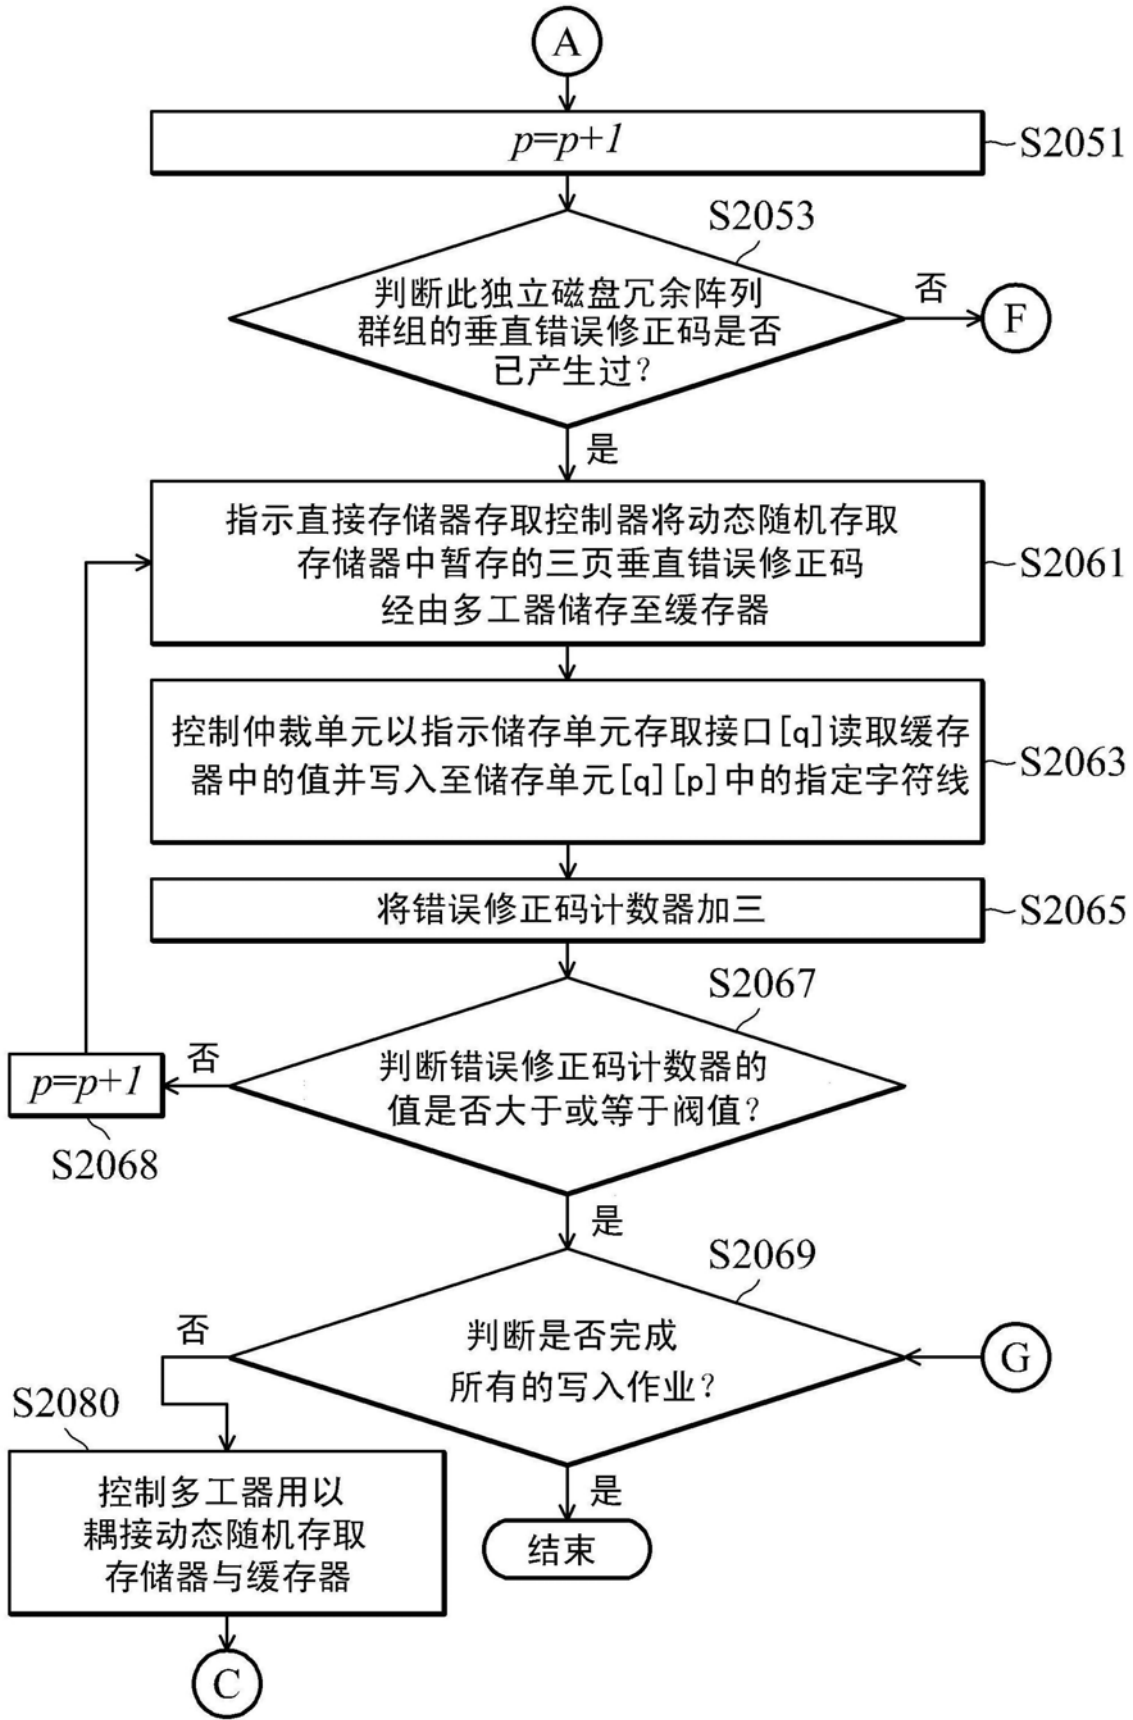 A
p=p+1
S2051
S2053
判断此独立磁盘冗余阵列
群组的垂直错误修正码是否
已产生过？
否
F
是
指示直接存储器存取控制器将动态随机存取
存储器中暂存的三页垂直错误修正码
经由多工器储存至缓存器
S2061
控制仲裁单元以指示储存单元存取接口[q]读取缓存
器中的值并写入至储存单元[q][p]中的指定字符线
S2063
将错误修正码计数器加三
S2065
S2067
判断错误修正码计数器的
值是否大于或等于阀值？
否
p=p+1
S2068
是
S2069
判断是否完成
所有的写入作业？
G
否
S2080
控制多工器用以
耦接动态随机存取
存储器与缓存器
C
是
结束